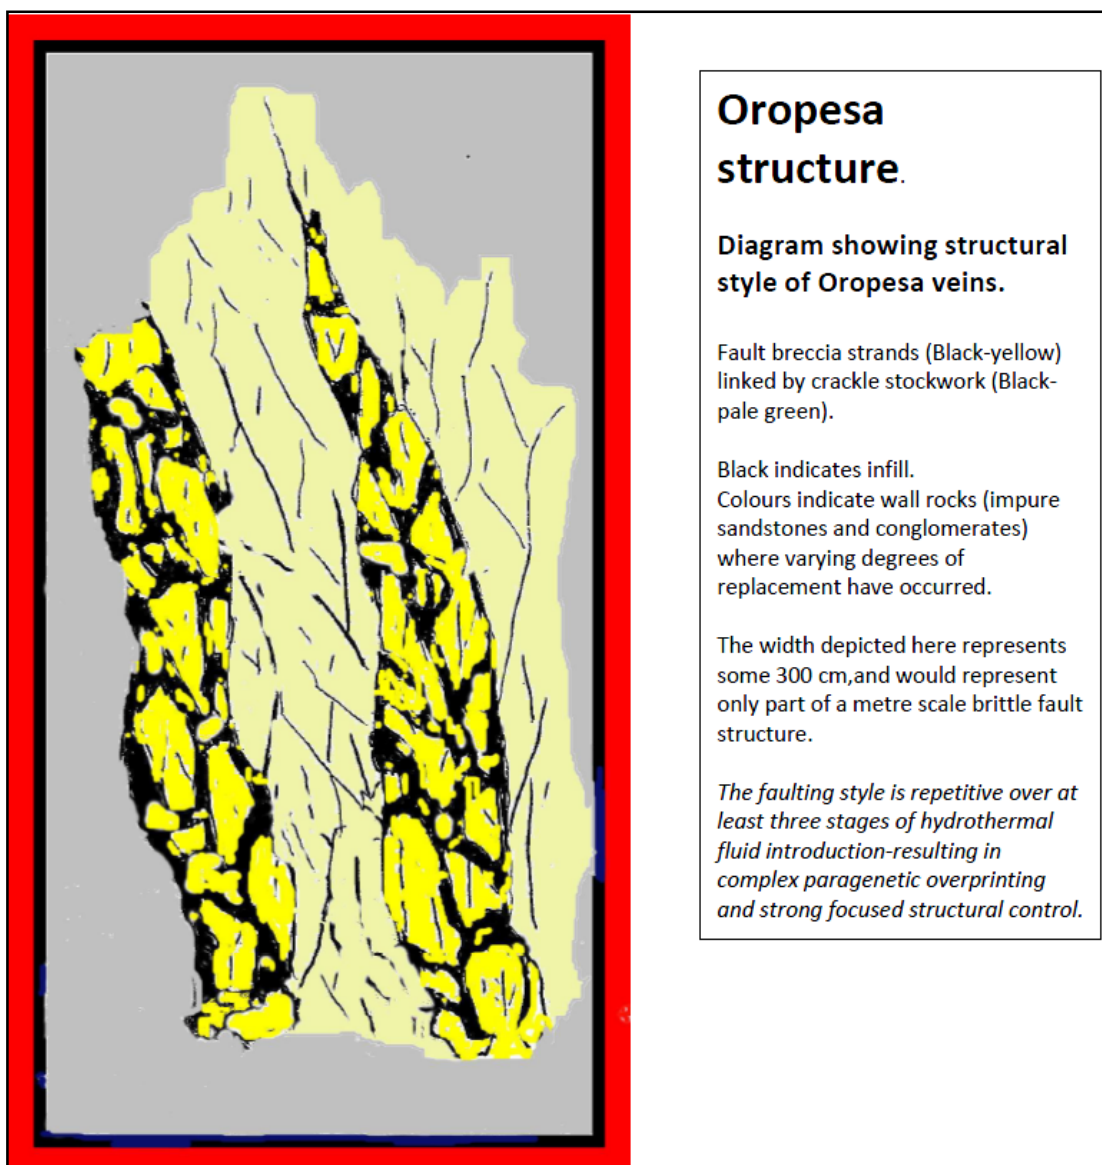 Oropesa
structure.
Diagram showing structural
style of Oropesa veins.
Fault breccia strands (Black-yellow)
linked by crackle stockwork (Black-
pale green).
Black indicates infill.
Colours indicate wall rocks (impure
sandstones and conglomerates)
where varying degrees of
replacement have occurred.
The width depicted here represents
some 300 cm,and would represent
only part of a metre scale brittle fault
structure.
The faulting style is repetitive over at
least three stages of hydrothermal
fluid introduction-resulting in
complex paragenetic overprinting
and strong focused structural control.